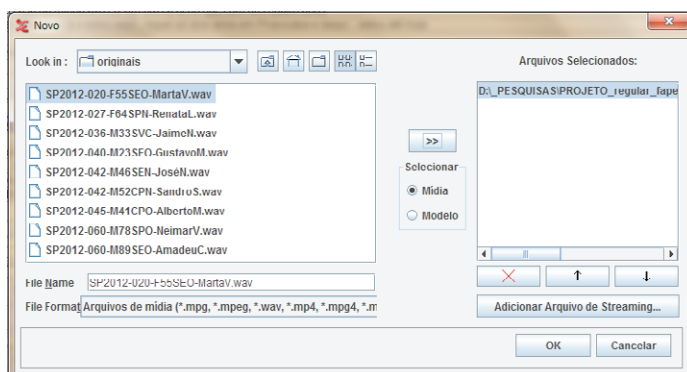 Novo
Look in : originais
Arquivos Selecionados:
SP2012-020-F55SEO-MartaV.wav
SP2012-027-F64SPN-RenataL.wav
SP2012-036-M33SVC-JaimeN.wav
SP2012-040-M23SEO-GustavoM.wav
SP2012-042-M46SEN-JoséN.wav
SP2012-042-M52CPN-SandroS.wav
SP2012-045-M41CPO-AlbertoM.wav
SP2012-060-M78SPO-NeimarV.wav
SP2012-060-M89SEO-AmadeuC.wav
D:\_PESQUISAS\PROJETO_regular_fape
>>
Selecionar
Mídia
Modelo
File Name SP2012-020-F55SEO-MartaV.wav
File Format Arquivos de mídia (*.mpg, *.mpeg, *.wav, *.mp4, *.mpg4, *.m
Adicionar Arquivo de Streaming...
OK
Cancelar